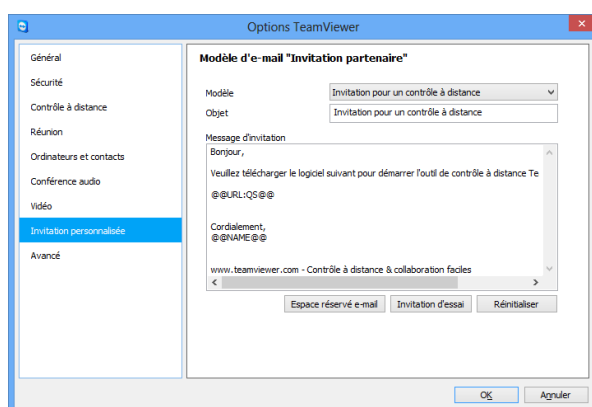 Options TeamViewer
Général
Sécurité
Contrôle à distance
Réunion
Ordinateurs et contacts
Conférence audio
Vidéo
Invitation personnalisée
Avancé
Modèle d'e-mail "Invitation partenaire"
Modèle Invitation pour un contrôle à distance
Objet Invitation pour un contrôle à distance
Message d'invitation
Bonjour,
Veuillez télécharger le logiciel suivant pour démarrer l'outil de contrôle à distance Te
@@URL:QS@@
Cordialement,
@@NAME@@
www.teamviewer.com - Contrôle à distance & collaboration faciles
Espace réservé e-mail Invitation d'essai Réinitialiser
OK Annuler